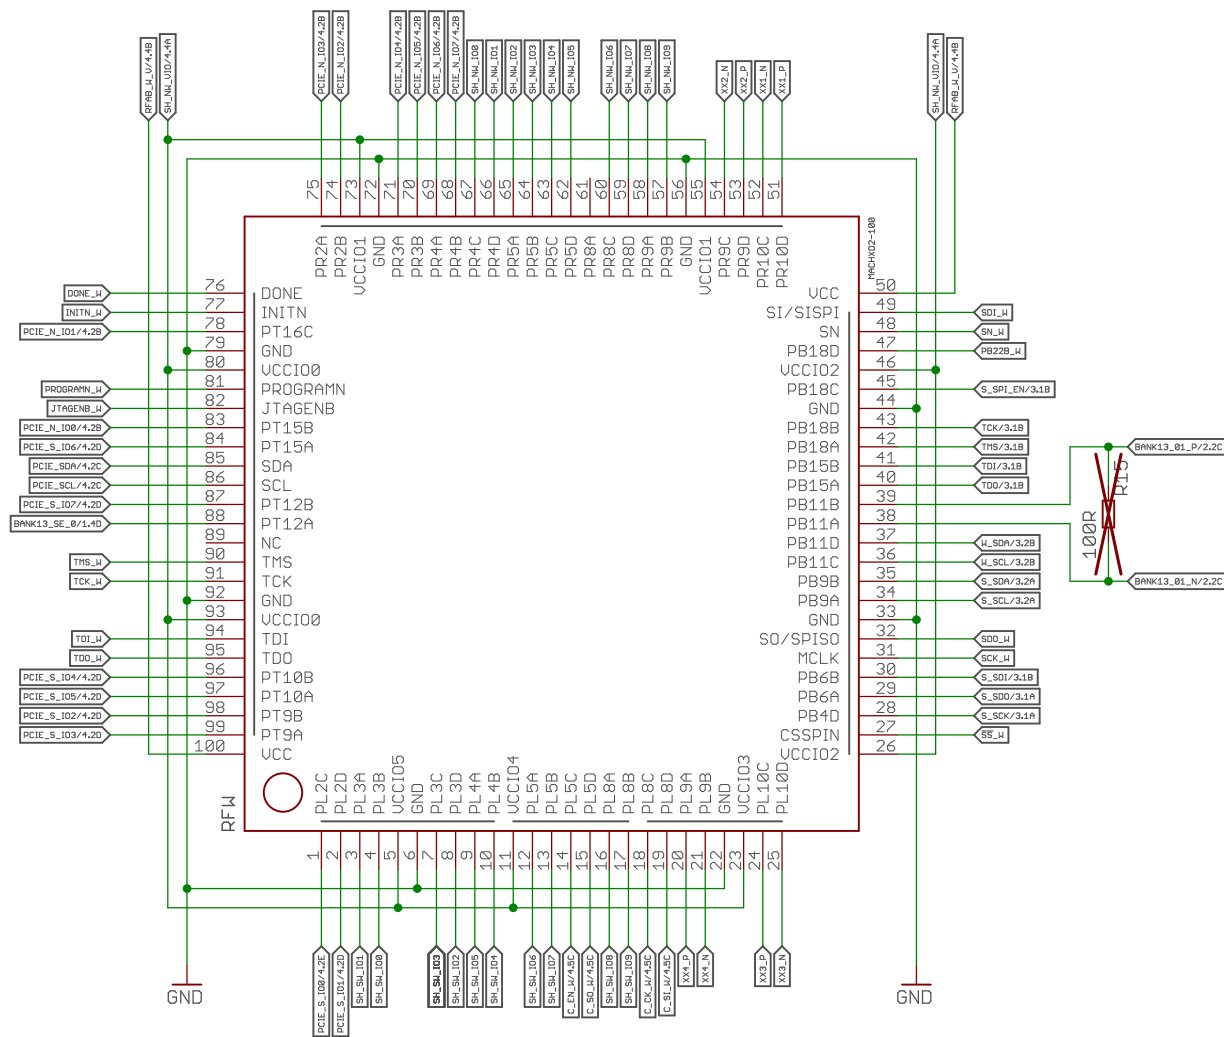 RFAB_W_V/4.4B
SH_NW_VIO/4.4A
PCIE_N_IO3/4.2B
PCIE_N_IO2/4.2B
PCIE_N_IO4/4.2B
PCIE_N_IO5/4.2B
PCIE_N_IO6/4.2B
PCIE_N_IO7/4.2B
SH_NW_IO0
SH_NW_IO1
SH_NW_IO2
SH_NW_IO3
SH_NW_IO4
SH_NW_IO5
SH_NW_IO6
SH_NW_IO7
SH_NW_IO8
SH_NW_IO9
XX2_N
XX2_P
XX1_N
XX1_P
SH_NW_VIO/4.4A
RFAB_W_V/4.4B
75 PR2A
74 PR2B
73 VCCIO1
72 GND
71 PR3A
70 PR3B
69 PR4A
68 PR4B
67 PR4C
66 PR4D
65 PR5A
64 PR5B
63 PR5C
62 PR5D
61 PR8A
60 PR8C
59 PR8D
58 PR9A
57 PR9B
56 GND
55 VCCIO1
54 PR9C
53 PR9D
52 PR10C
51 PR10D
MACHXO2-100
DONE_W 76 DONE
INITN_W 77 INITN
PCIE_N_IO1/4.2B 78 PT16C
79 GND
80 VCCIO0
PROGRAMN_W 81 PROGRAMN
JTAGENB_W 82 JTAGENB
PCIE_N_IO0/4.2B 83 PT15B
PCIE_S_IO6/4.2D 84 PT15A
PCIE_SDA/4.2C 85 SDA
PCIE_SCL/4.2C 86 SCL
PCIE_S_IO7/4.2D 87 PT12B
BANK13_SE_0/1.4D 88 PT12A
89 NC
TMS_W 90 TMS
TCK_W 91 TCK
92 GND
93 VCCIO0
TDI_W 94 TDI
TDO_W 95 TDO
PCIE_S_IO4/4.2D 96 PT10B
PCIE_S_IO5/4.2D 97 PT10A
PCIE_S_IO2/4.2D 98 PT9B
PCIE_S_IO3/4.2D 99 PT9A
100 VCC
VCC 50
SI/SISPI 49 SDI_W
SN 48 SN_W
PB18D 47 PB22B_W
VCCIO2 46
PB18C 45 S_SPI_EN/3.1B
GND 44
PB18B 43 TCK/3.1B
PB18A 42 TMS/3.1B
PB15B 41 TDI/3.1B
PB15A 40 TDO/3.1B
PB11B 39
PB11A 38
PB11D 37 W_SDA/3.2B
PB11C 36 W_SCL/3.2B
PB9B 35 S_SDA/3.2A
PB9A 34 S_SCL/3.2A
GND 33
SO/SPISO 32 SDO_W
MCLK 31 SCK_W
PB6B 30 S_SDI/3.1B
PB6A 29 S_SDO/3.1A
PB4D 28 S_SCK/3.1A
CSSPIN 27 SS_W
VCCIO2 26
BANK13_01_P/2.2C
R15
100R
BANK13_01_N/2.2C
RFW
PL2C 1
PL2D 2
PL3A 3
PL3B 4
VCCIO5 5
GND 6
PL3C 7
PL3D 8
PL4A 9
PL4B 10
VCCIO4 11
PL5A 12
PL5B 13
PL5C 14
PL5D 15
PL8A 16
PL8B 17
PL8C 18
PL8D 19
PL9A 20
PL9B 21
GND 22
VCCIO3 23
PL10C 24
PL10D 25
GND
PCIE_S_IO0/4.2E
PCIE_S_IO1/4.2D
SH_SW_IO1
SH_SW_IO0
SH_SW_IO3
SH_SW_IO2
SH_SW_IO5
SH_SW_IO4
SH_SW_IO6
SH_SW_IO7
C_EN_W/4.5C
C_SO_W/4.5C
SH_SW_IO8
SH_SW_IO9
C_CK_W/4.5C
C_SI_W/4.5C
XX4_P
XX4_N
XX3_P
XX3_N
GND